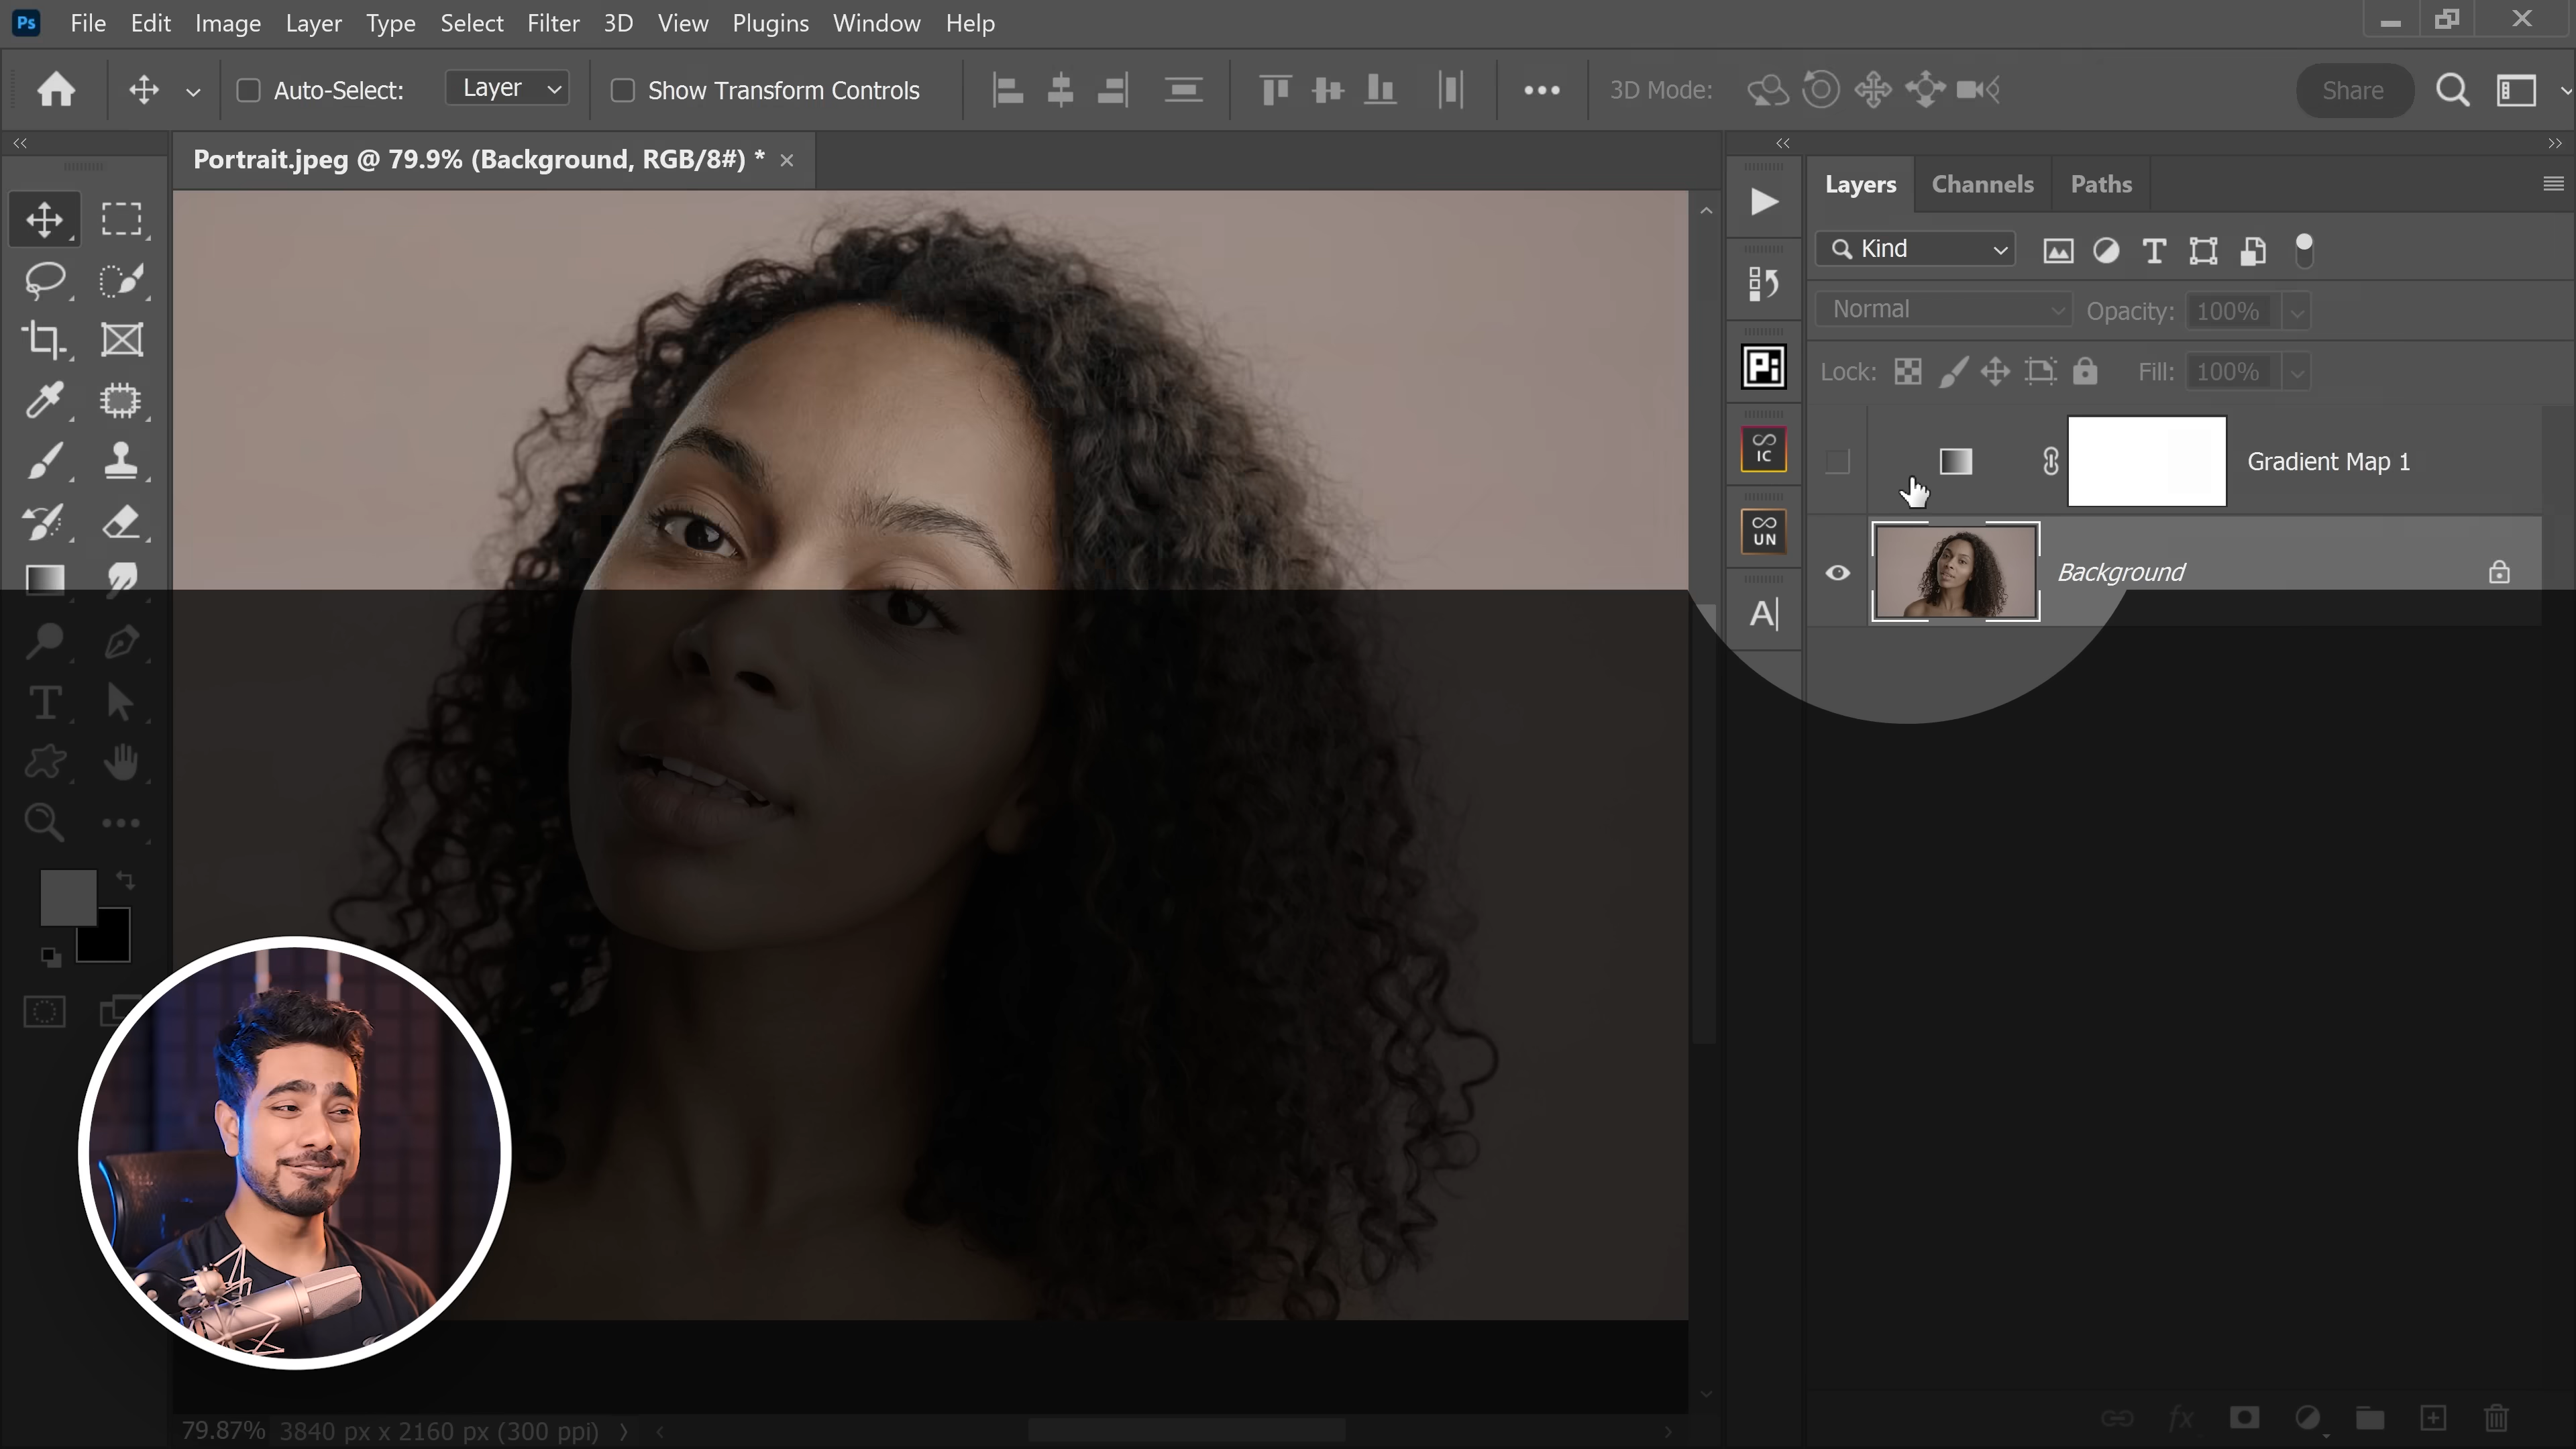 Ps File Edit Image Layer Type Select Filter 3D View Plugins Window Help
Auto-Select: Layer Show Transform Controls 3D Mode: Share
Portrait.jpeg @ 79.9% (Background, RGB/8#) *
Layers Channels Paths
Kind
Normal Opacity: 100%
Lock: Fill: 100%
Pi
IC
UN
A
Gradient Map 1
Background
79.87% 3840 px x 2160 px (300 ppi)
fx